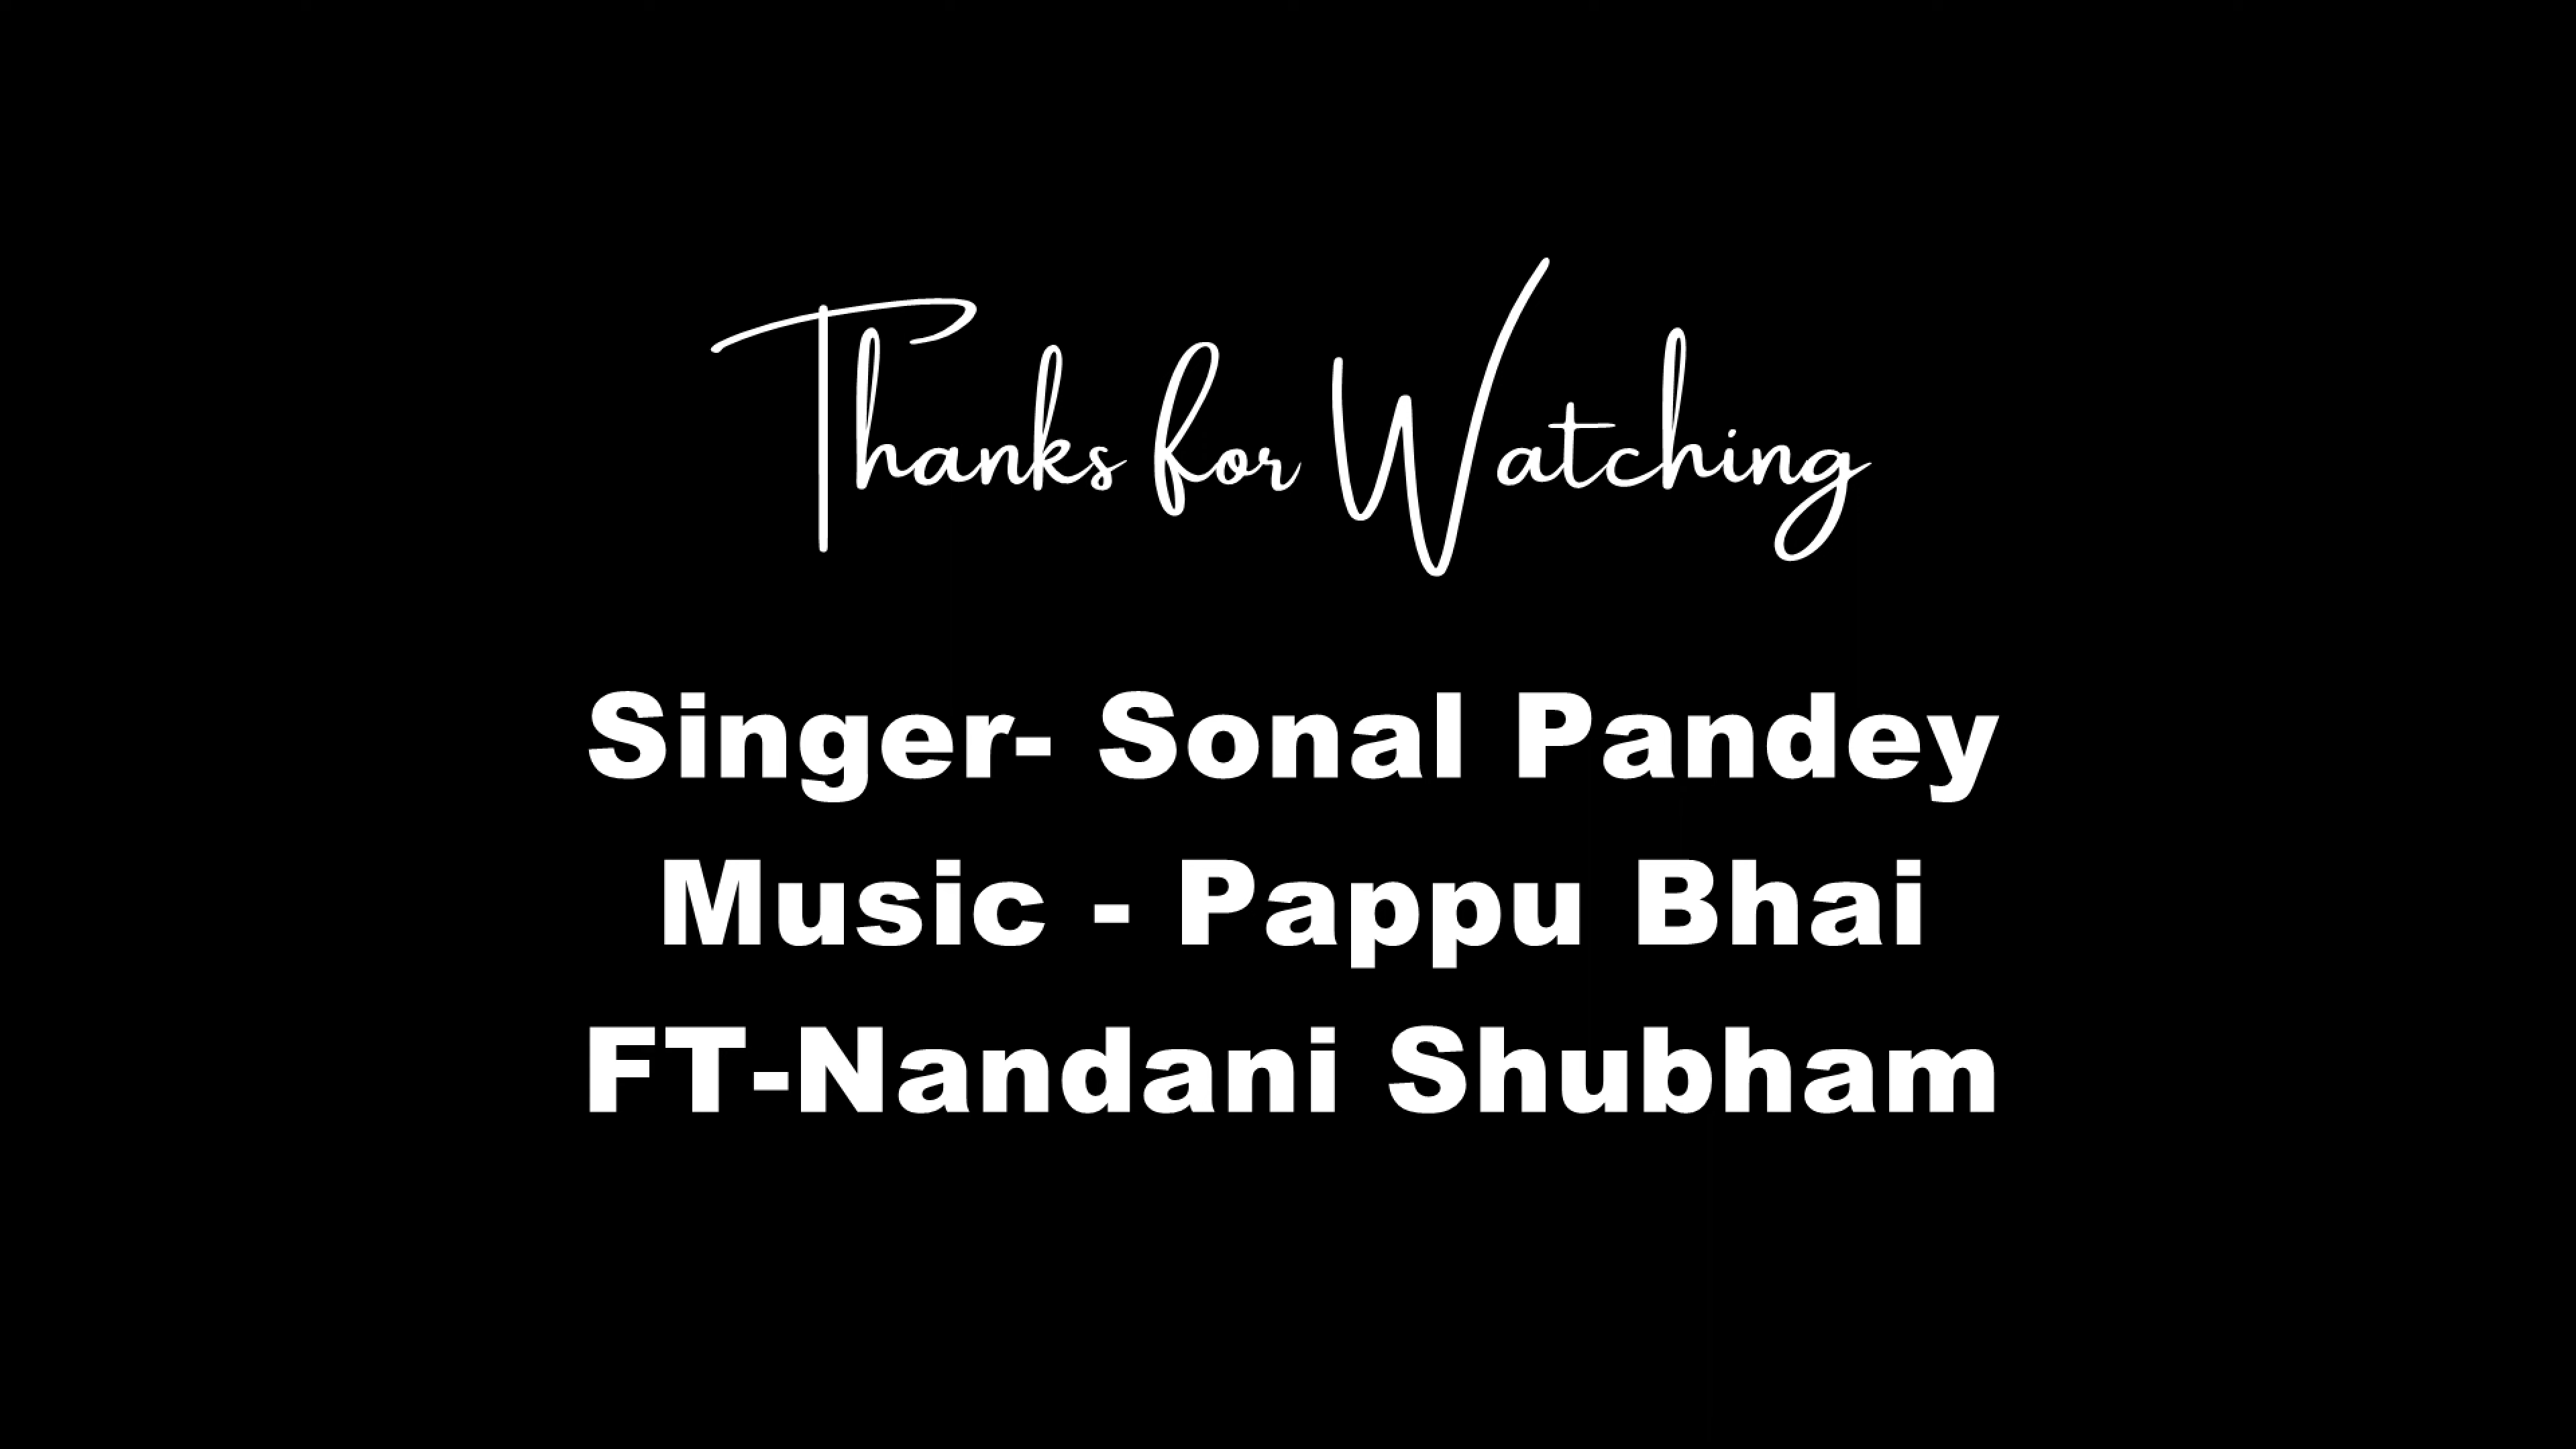 Thanks for Watching
Singer- Sonal Pandey
Music - Pappu Bhai
FT-Nandani Shubham